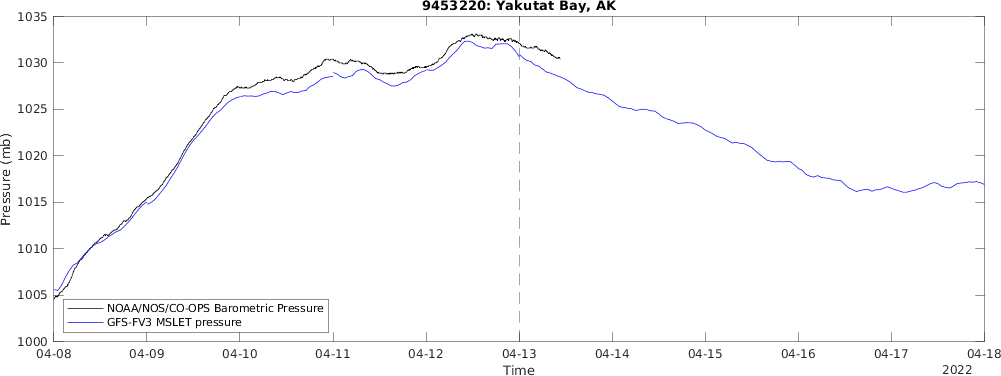 9453220: Yakutat Bay, AK
Pressure (mb)
1035
1030
1025
1020
1015
1010
1005
1000
NOAA/NOS/CO-OPS Barometric Pressure
GFS-FV3 MSLET pressure
04-08 04-09 04-10 04-11 04-12 04-13 04-14 04-15 04-16 04-17 04-18
Time
2022